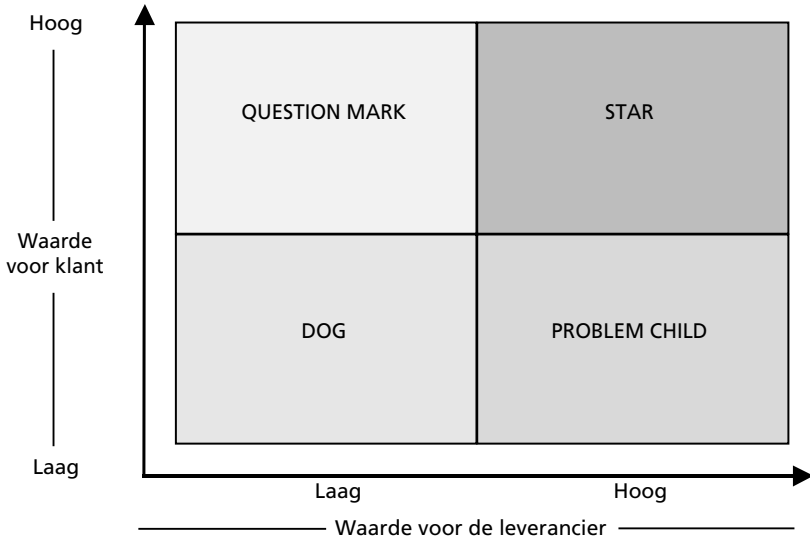 Hoog
QUESTION MARK
STAR
Waarde
voor klant
DOG
PROBLEM CHILD
Laag
Laag
Hoog
Waarde voor de leverancier